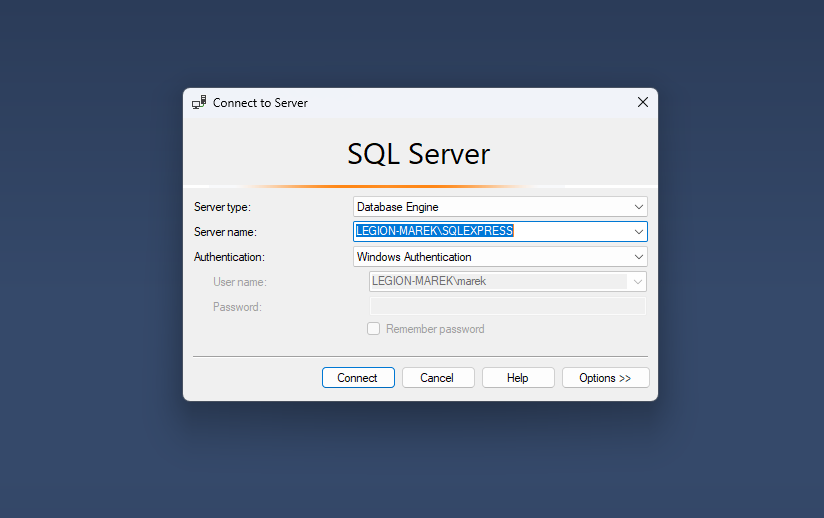 Connect to Server
SQL Server
Server type: Database Engine
Server name: LEGION-MAREK\SQLEXPRESS
Authentication: Windows Authentication
User name: LEGION-MAREK\marek
Password:
Remember password
Connect Cancel Help Options >>